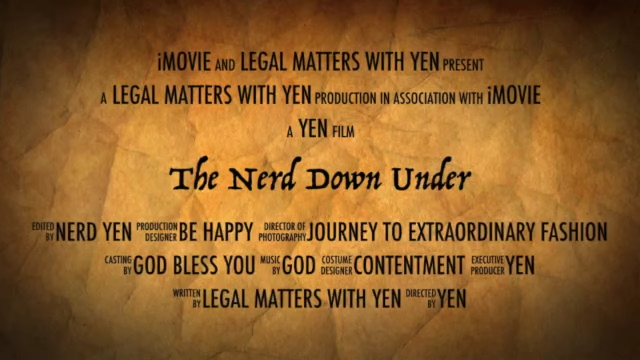 iMOVIE AND LEGAL MATTERS WITH YEN PRESENT
A LEGAL MATTERS WITH YEN PRODUCTION IN ASSOCIATION WITH iMOVIE
A YEN FILM
The Nerd Down Under
EDITED BY NERD YEN PRODUCTION DESIGNER BE HAPPY DIRECTOR OF PHOTOGRAPHY JOURNEY TO EXTRAORDINARY FASHION
CASTING BY GOD BLESS YOU MUSIC BY GOD COSTUME DESIGNER CONTENTMENT EXECUTIVE PRODUCER YEN
WRITTEN BY LEGAL MATTERS WITH YEN DIRECTED BY YEN